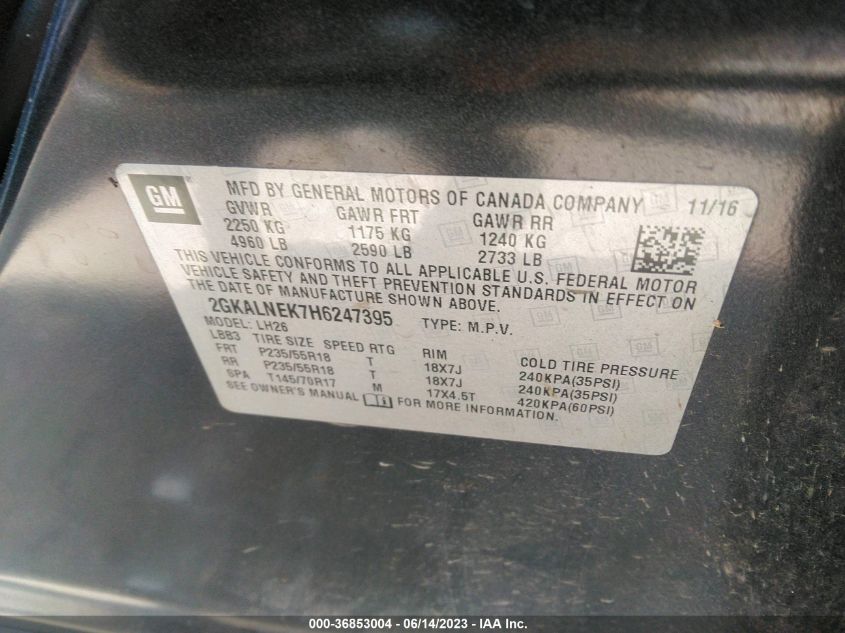 GM
MFD BY GENERAL MOTORS OF CANADA COMPANY 11/16
GVWR GAWR FRT GAWR RR
2250 KG 1175 KG 1240 KG
4960 LB 2590 LB 2733 LB
THIS VEHICLE CONFORMS TO ALL APPLICABLE U.S. FEDERAL MOTOR
VEHICLE SAFETY AND THEFT PREVENTION STANDARDS IN EFFECT ON
THE DATE OF MANUFACTURE SHOWN ABOVE.
2GKALNEK7H6247395 TYPE: M.P.V.
MODEL: LH26
LBB3 TIRE SIZE SPEED RTG RIM COLD TIRE PRESSURE
FRT P235/55R18 T 18X7J 240KPA(35PSI)
RR P235/55R18 T 18X7J 240KPA(35PSI)
SPA T145/70R17 M 17X4.5T 420KPA(60PSI)
SEE OWNER'S MANUAL FOR MORE INFORMATION.
000-36853004 - 06/14/2023 - IAA Inc.